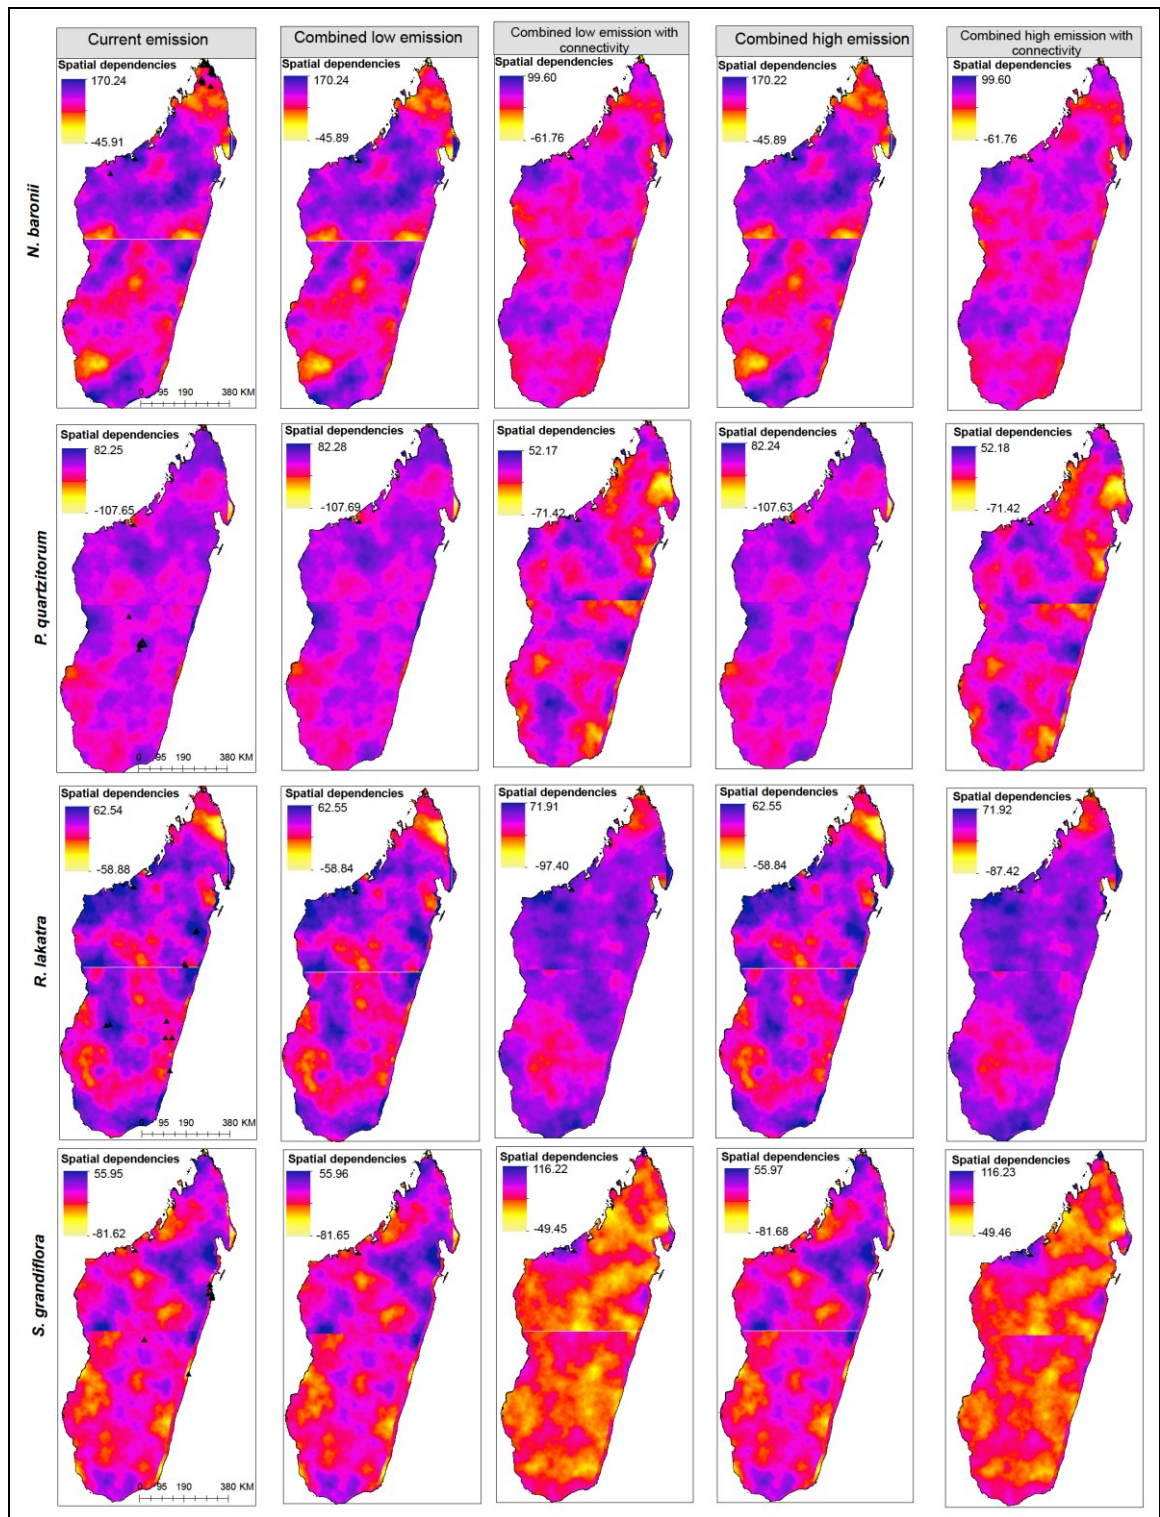 Current emission
Combined low emission
Combined low emission with
connectivity
Combined high emission
Combined high emission with
connectivity
N. baronii
Spatial dependencies
170.24
-45.91
0 95 190 380 KM
Spatial dependencies
170.24
-45.89
Spatial dependencies
99.60
-61.76
Spatial dependencies
170.22
-45.89
Spatial dependencies
99.60
-61.76
P. quartzitorum
Spatial dependencies
82.25
-107.65
0 95 190 380 KM
Spatial dependencies
82.28
-107.69
Spatial dependencies
52.17
-71.42
Spatial dependencies
82.24
-107.63
Spatial dependencies
52.18
-71.42
R. lakatra
Spatial dependencies
62.54
-58.88
0 95 190 380 KM
Spatial dependencies
62.55
-58.84
Spatial dependencies
71.91
-97.40
Spatial dependencies
62.55
-58.84
Spatial dependencies
71.92
-87.42
S. grandiflora
Spatial dependencies
55.95
-81.62
0 95 190 380 KM
Spatial dependencies
55.96
-81.65
Spatial dependencies
116.22
-49.45
Spatial dependencies
55.97
-81.68
Spatial dependencies
116.23
-49.46